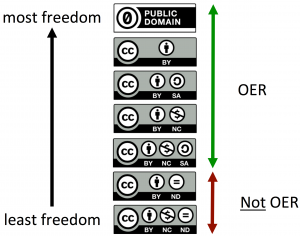 most freedom
0 PUBLIC DOMAIN
cc BY
cc BY SA
OER
cc BY NC
cc BY NC SA
cc BY ND
Not OER
least freedom
cc BY NC ND